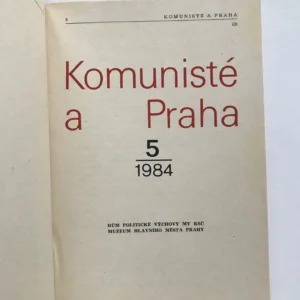 KOMUNISTÉ A PRAHA
Komunisté
a Praha
5
1984
DŮM POLITICKÉ VÝCHOVY MV KSČ
MUZEUM HLAVNÍHO MĚSTA PRAHY